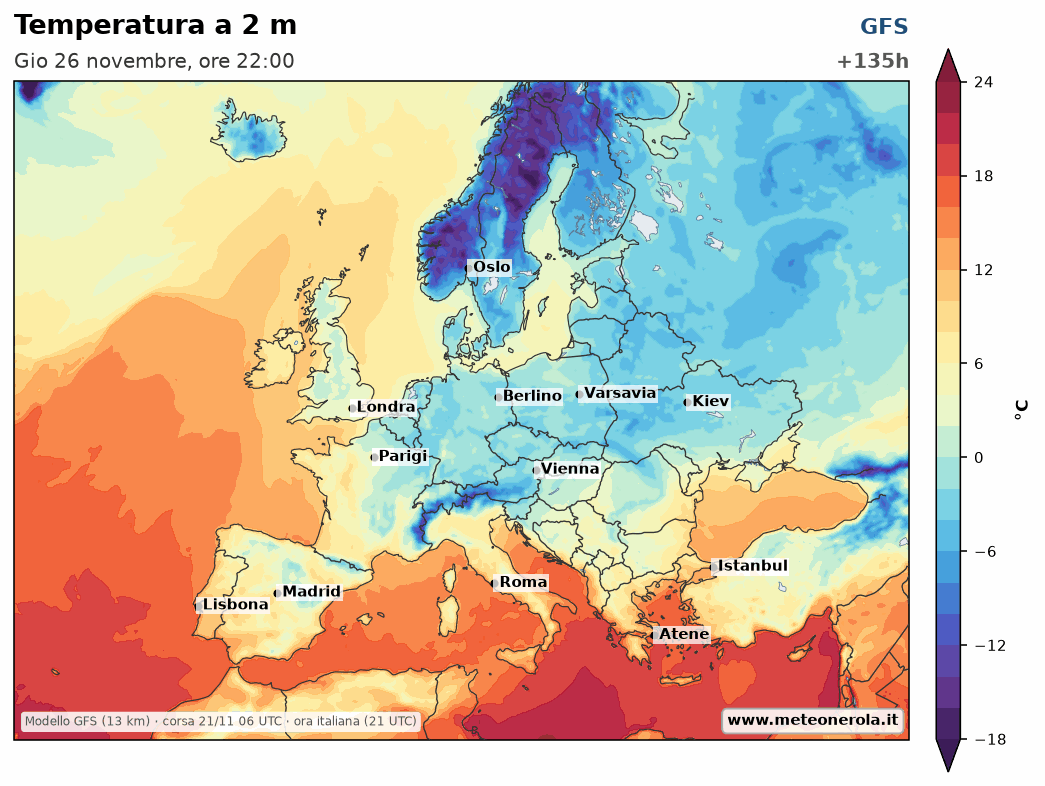 Temperatura a 2 m
GFS
Gio 26 novembre, ore 22:00
+135h
24
18
12
6
0
−6
−12
−18
°C
Oslo
Londra
Berlino
Varsavia
Kiev
Parigi
Vienna
Istanbul
Roma
Madrid
Lisbona
Atene
Modello GFS (13 km) · corsa 21/11 06 UTC · ora italiana (21 UTC)
www.meteonerola.it